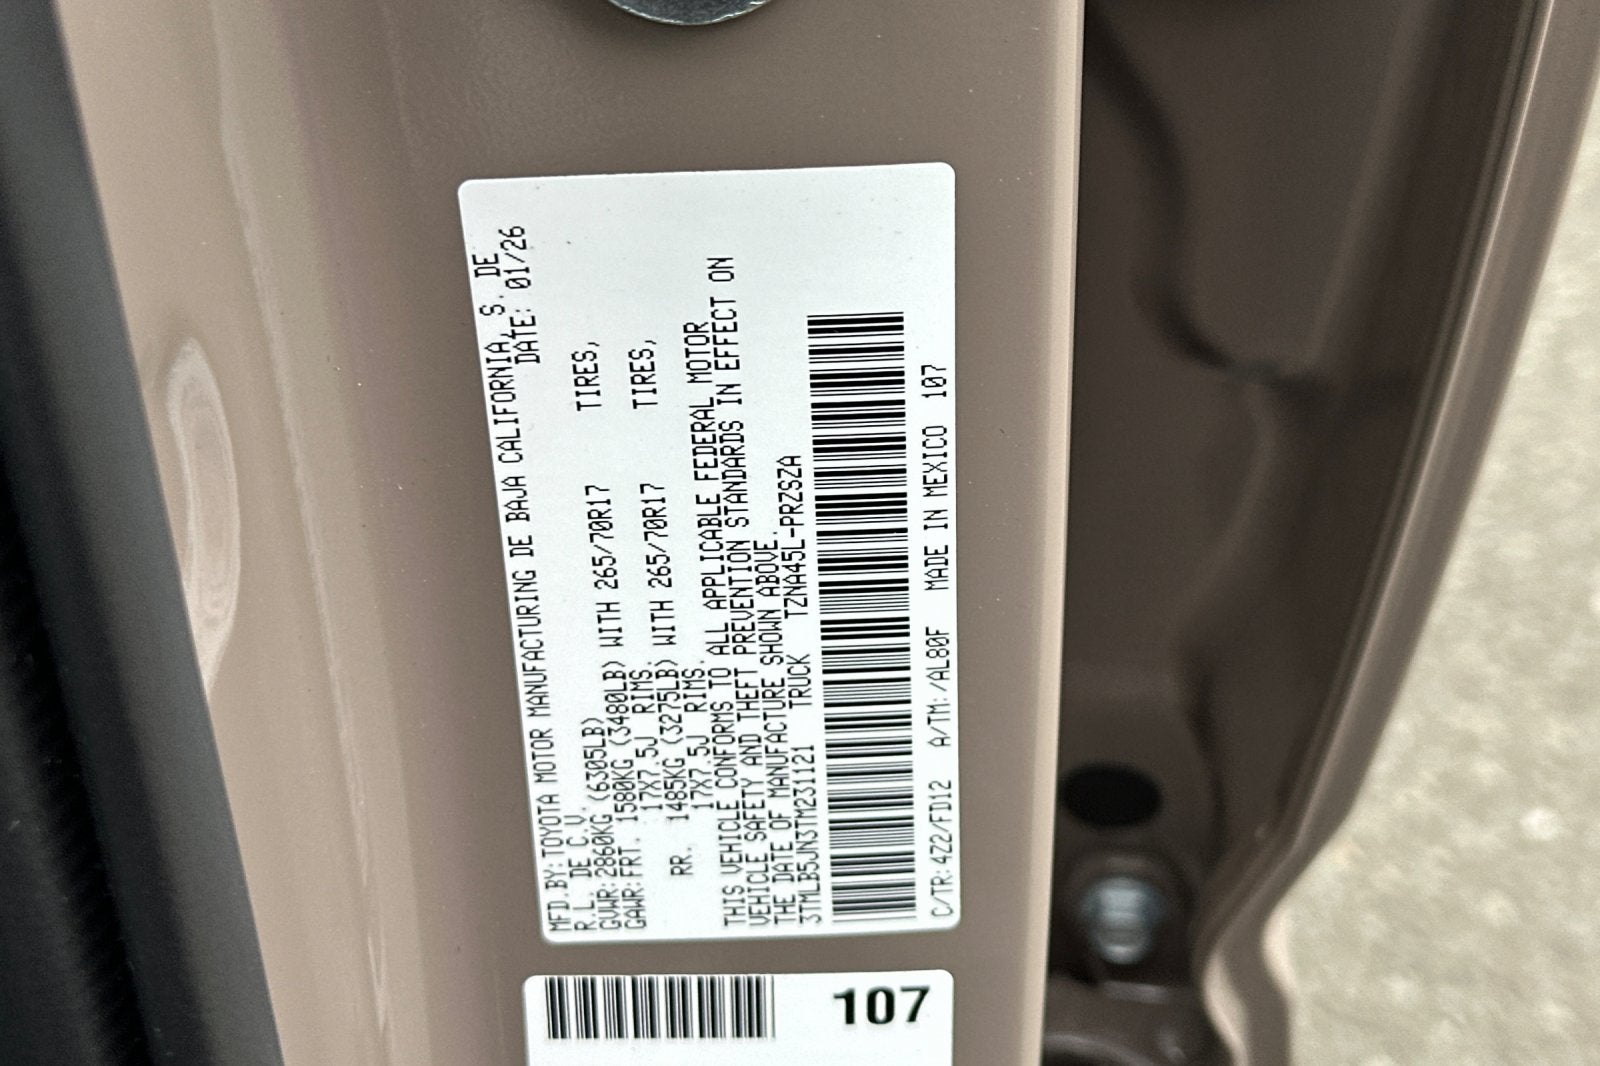 MFD.BY:TOYOTA MOTOR MANUFACTURING DE BAJA CALIFORNIA, S. DE
R.L. DE C.V. DATE: 01/26
GVWR:2860KG (6305LB)
GAWR:FRT. 1580KG (3480LB) WITH 265/70R17 TIRES,
17X7.5J RIMS.
RR. 1485KG (3275LB) WITH 265/70R17 TIRES,
17X7.5J RIMS.
THIS VEHICLE CONFORMS TO ALL APPLICABLE FEDERAL MOTOR
VEHICLE SAFETY AND THEFT PREVENTION STANDARDS IN EFFECT ON
THE DATE OF MANUFACTURE SHOWN ABOVE.
3TMLB5JN3TM231121 TRUCK TZNA45L-PRZSZA
C/TR:4Z2/FD12 A/TM:/AL80F MADE IN MEXICO 107
107